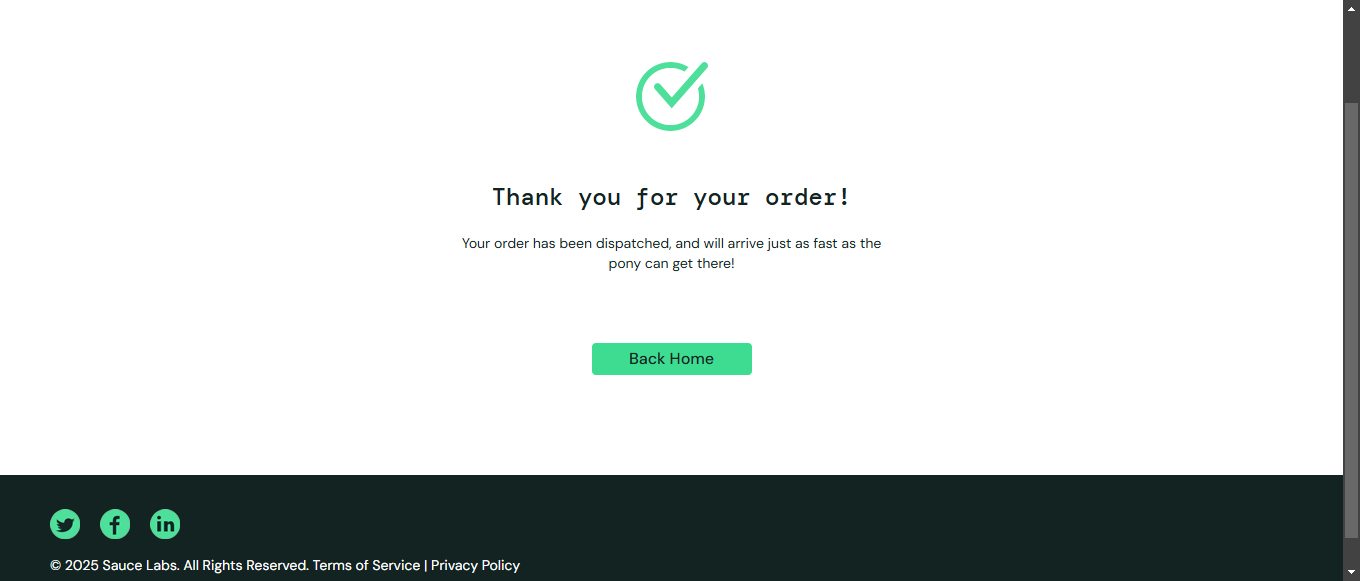 Thank you for your order!
Your order has been dispatched, and will arrive just as fast as the
pony can get there!
Back Home
© 2025 Sauce Labs. All Rights Reserved. Terms of Service | Privacy Policy